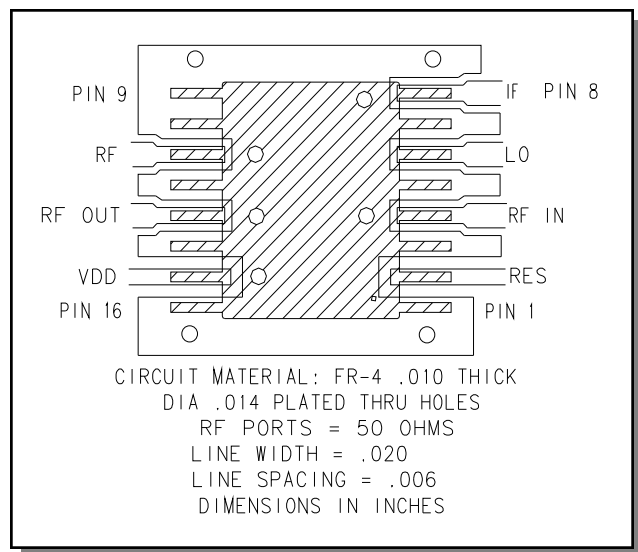 PIN 9 IF PIN 8
RF LO
RF OUT RF IN
VDD RES
PIN 16 PIN 1
CIRCUIT MATERIAL: FR-4 .010 THICK
DIA .014 PLATED THRU HOLES
RF PORTS = 50 OHMS
LINE WIDTH = .020
LINE SPACING = .006
DIMENSIONS IN INCHES